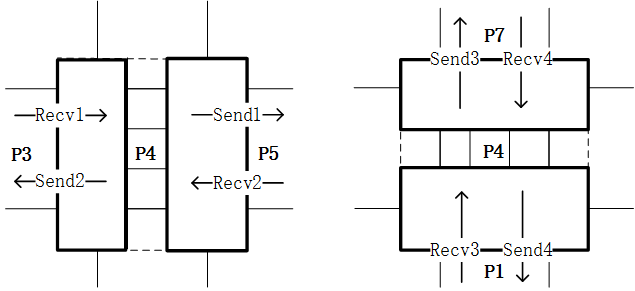 Recv1
Send1
P3
P4
P5
Send2
Recv2
P7
Send3
Recv4
P4
Recv3
Send4
P1